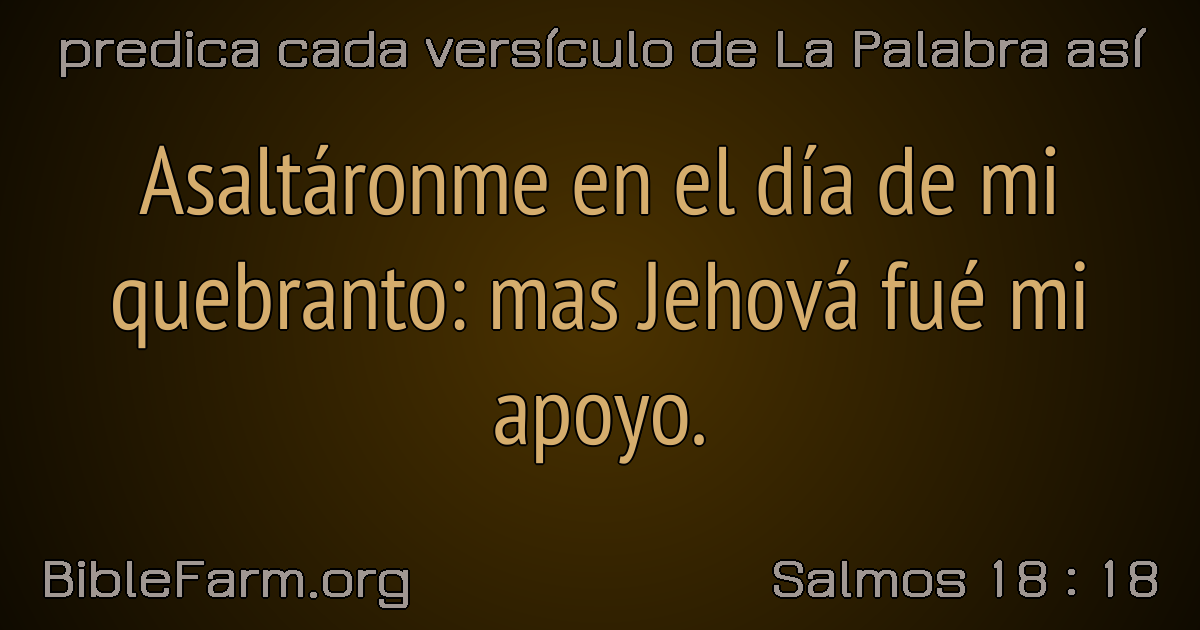 predica cada versículo de La Palabra así
Asaltáronme en el día de mi
quebranto: mas Jehová fué mi
apoyo.
BibleFarm.org
Salmos 18 : 18